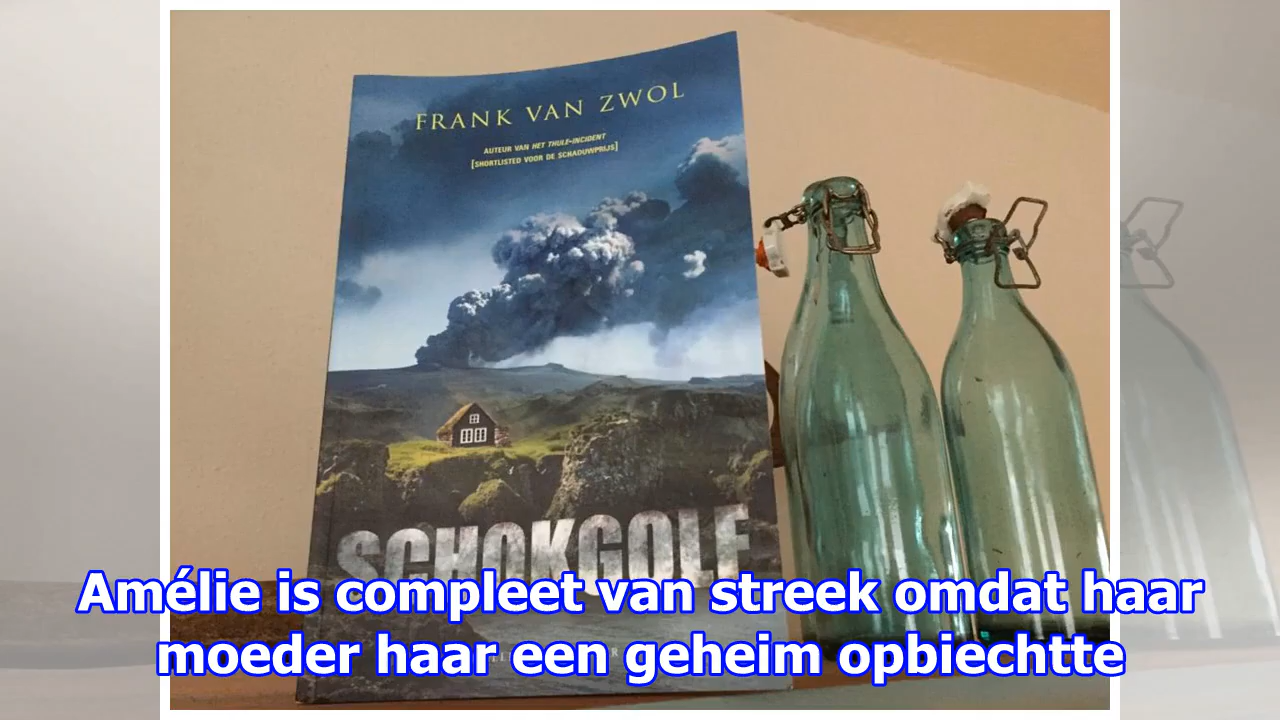 FRANK VAN ZWOL
AUTEUR VAN HET THULE-INCIDENT
[SHORTLISTED VOOR DE SCHADUWPRIJS]
SCHOKGOLF
Amélie is compleet van streek omdat haar
moeder haar een geheim opbiechtte